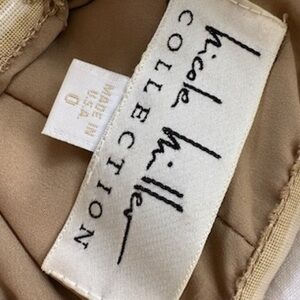 nicole miller
COLLECTION
MADE IN
U.S.A.
0